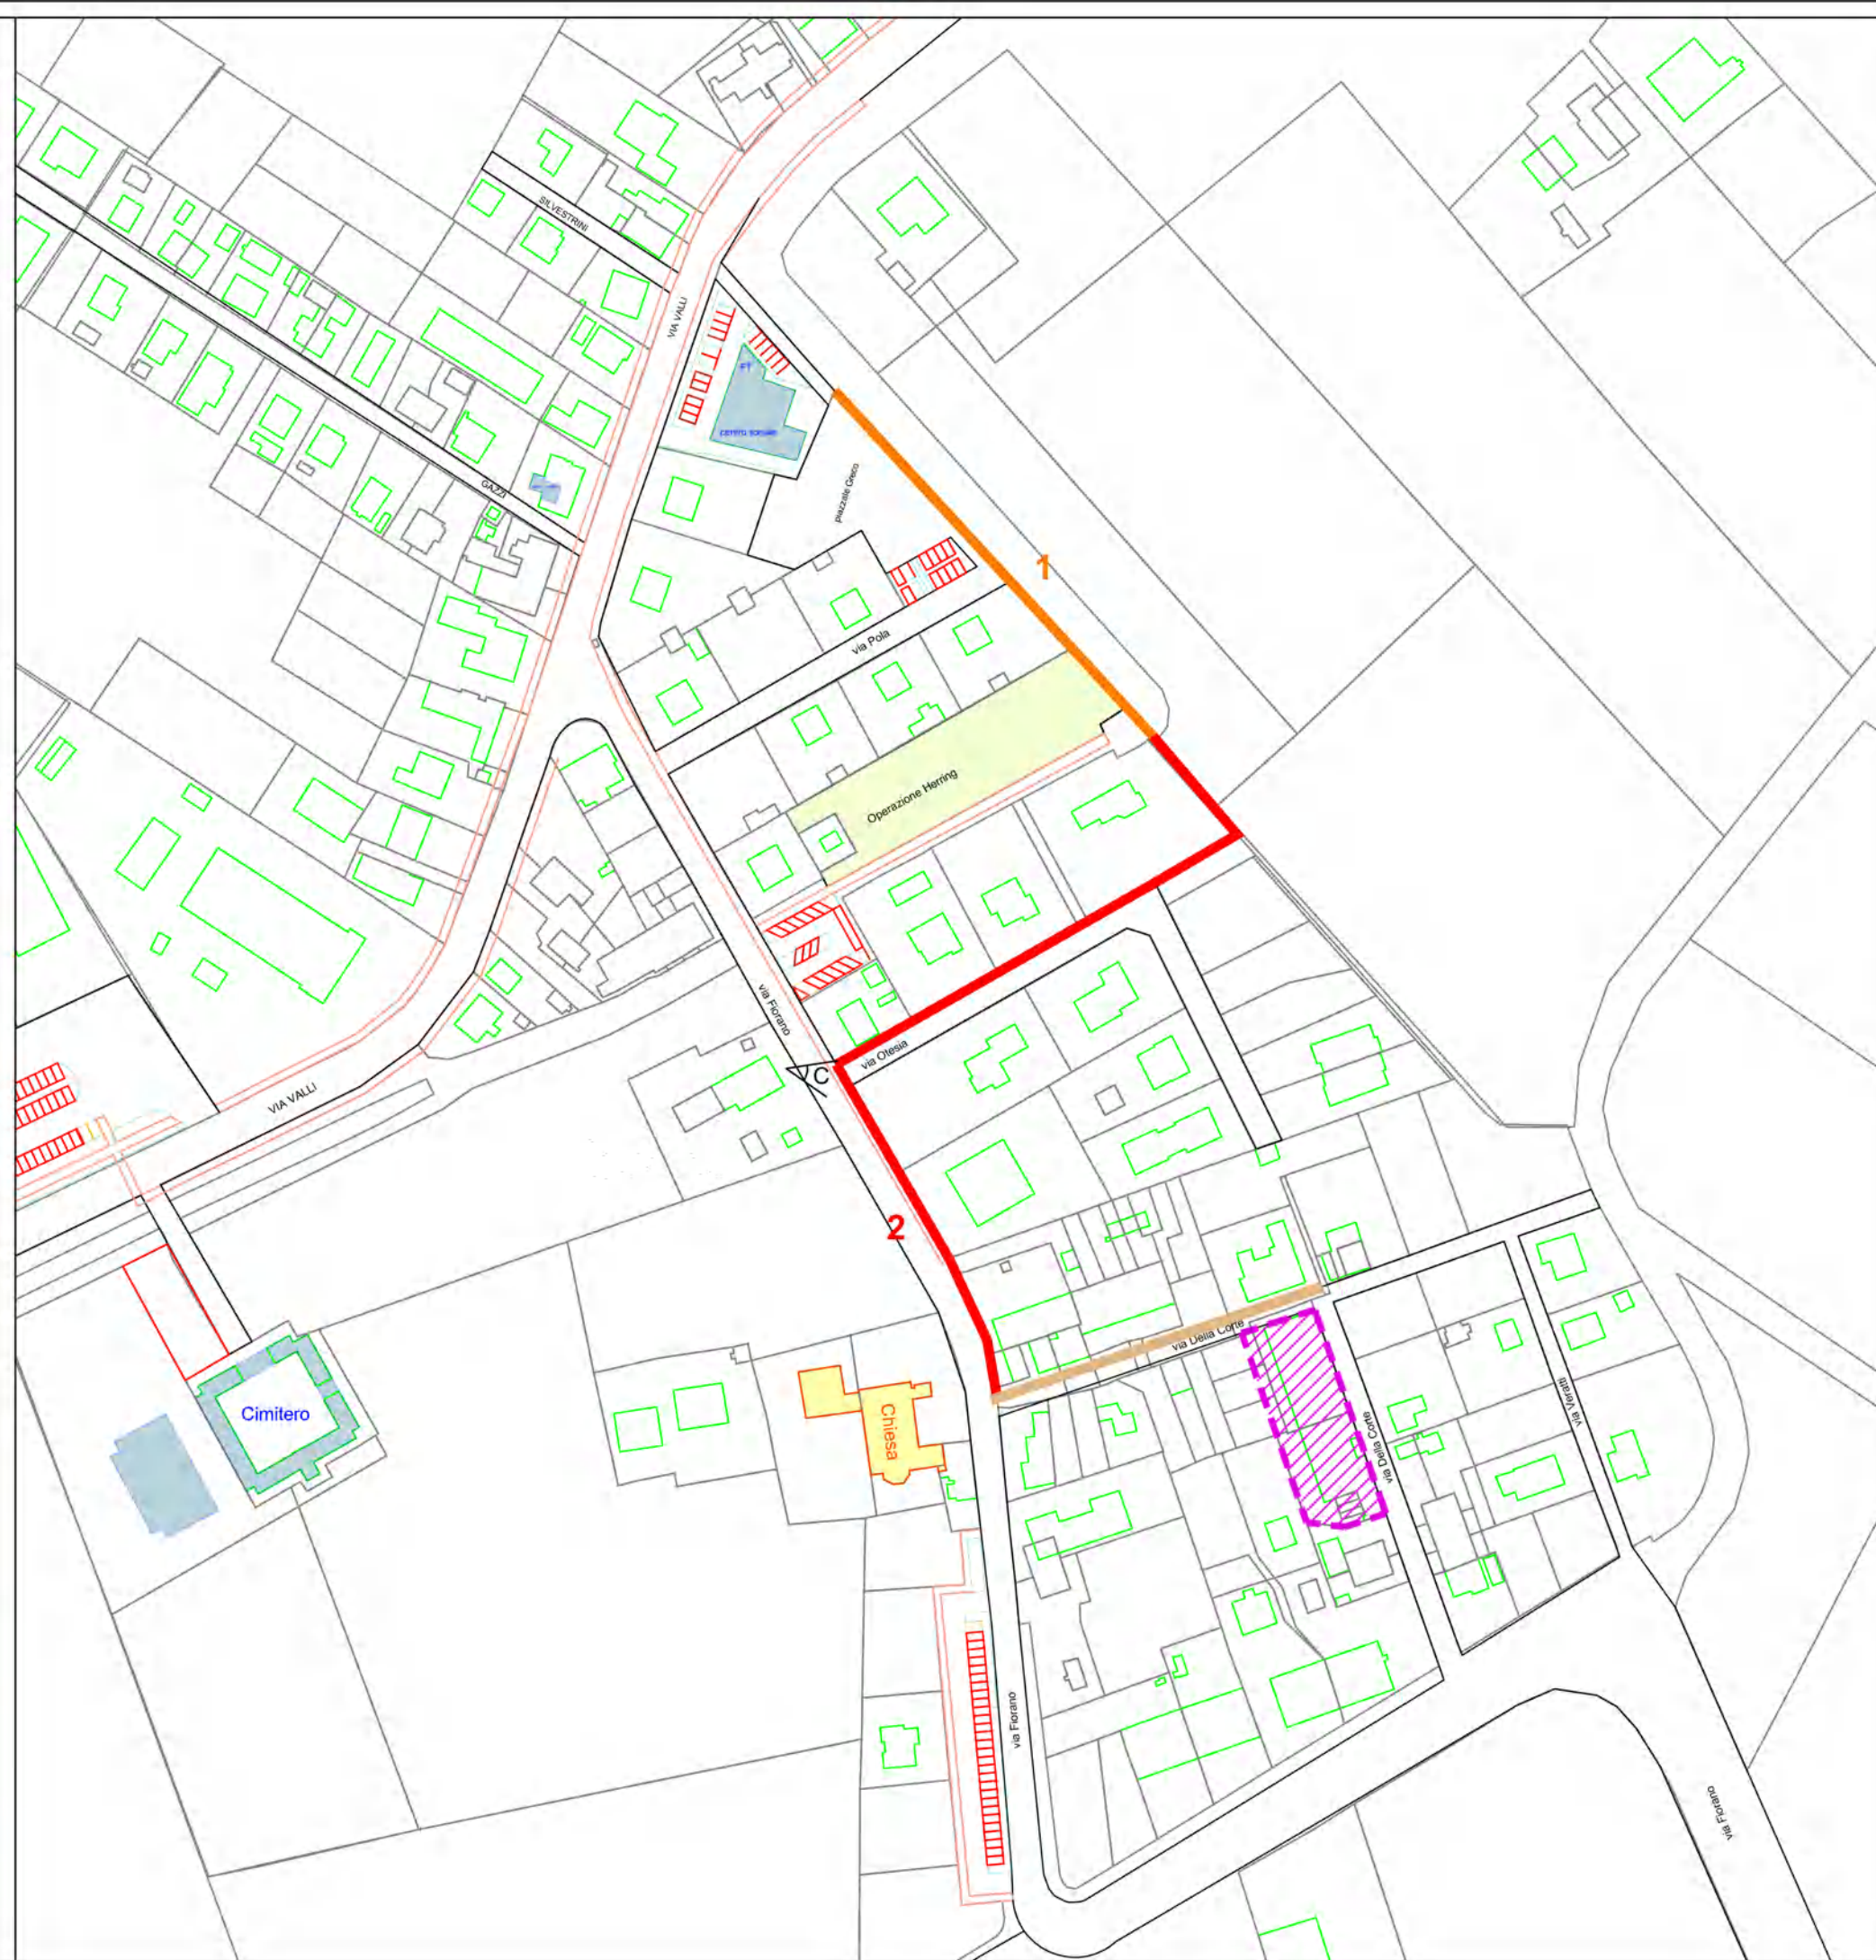 SILVESTRINI
VIA VALLI
PT
CENTRO SOCIALE
GAZZI
piazzale Greco
1
via Pola
Operazione Herring
via Fiorano
via Otesia
C
VIA VALLI
2
via Della Corte
Cimitero
Chiesa
via Veratti
via Della Corte
via Fiorano
via Fiorano